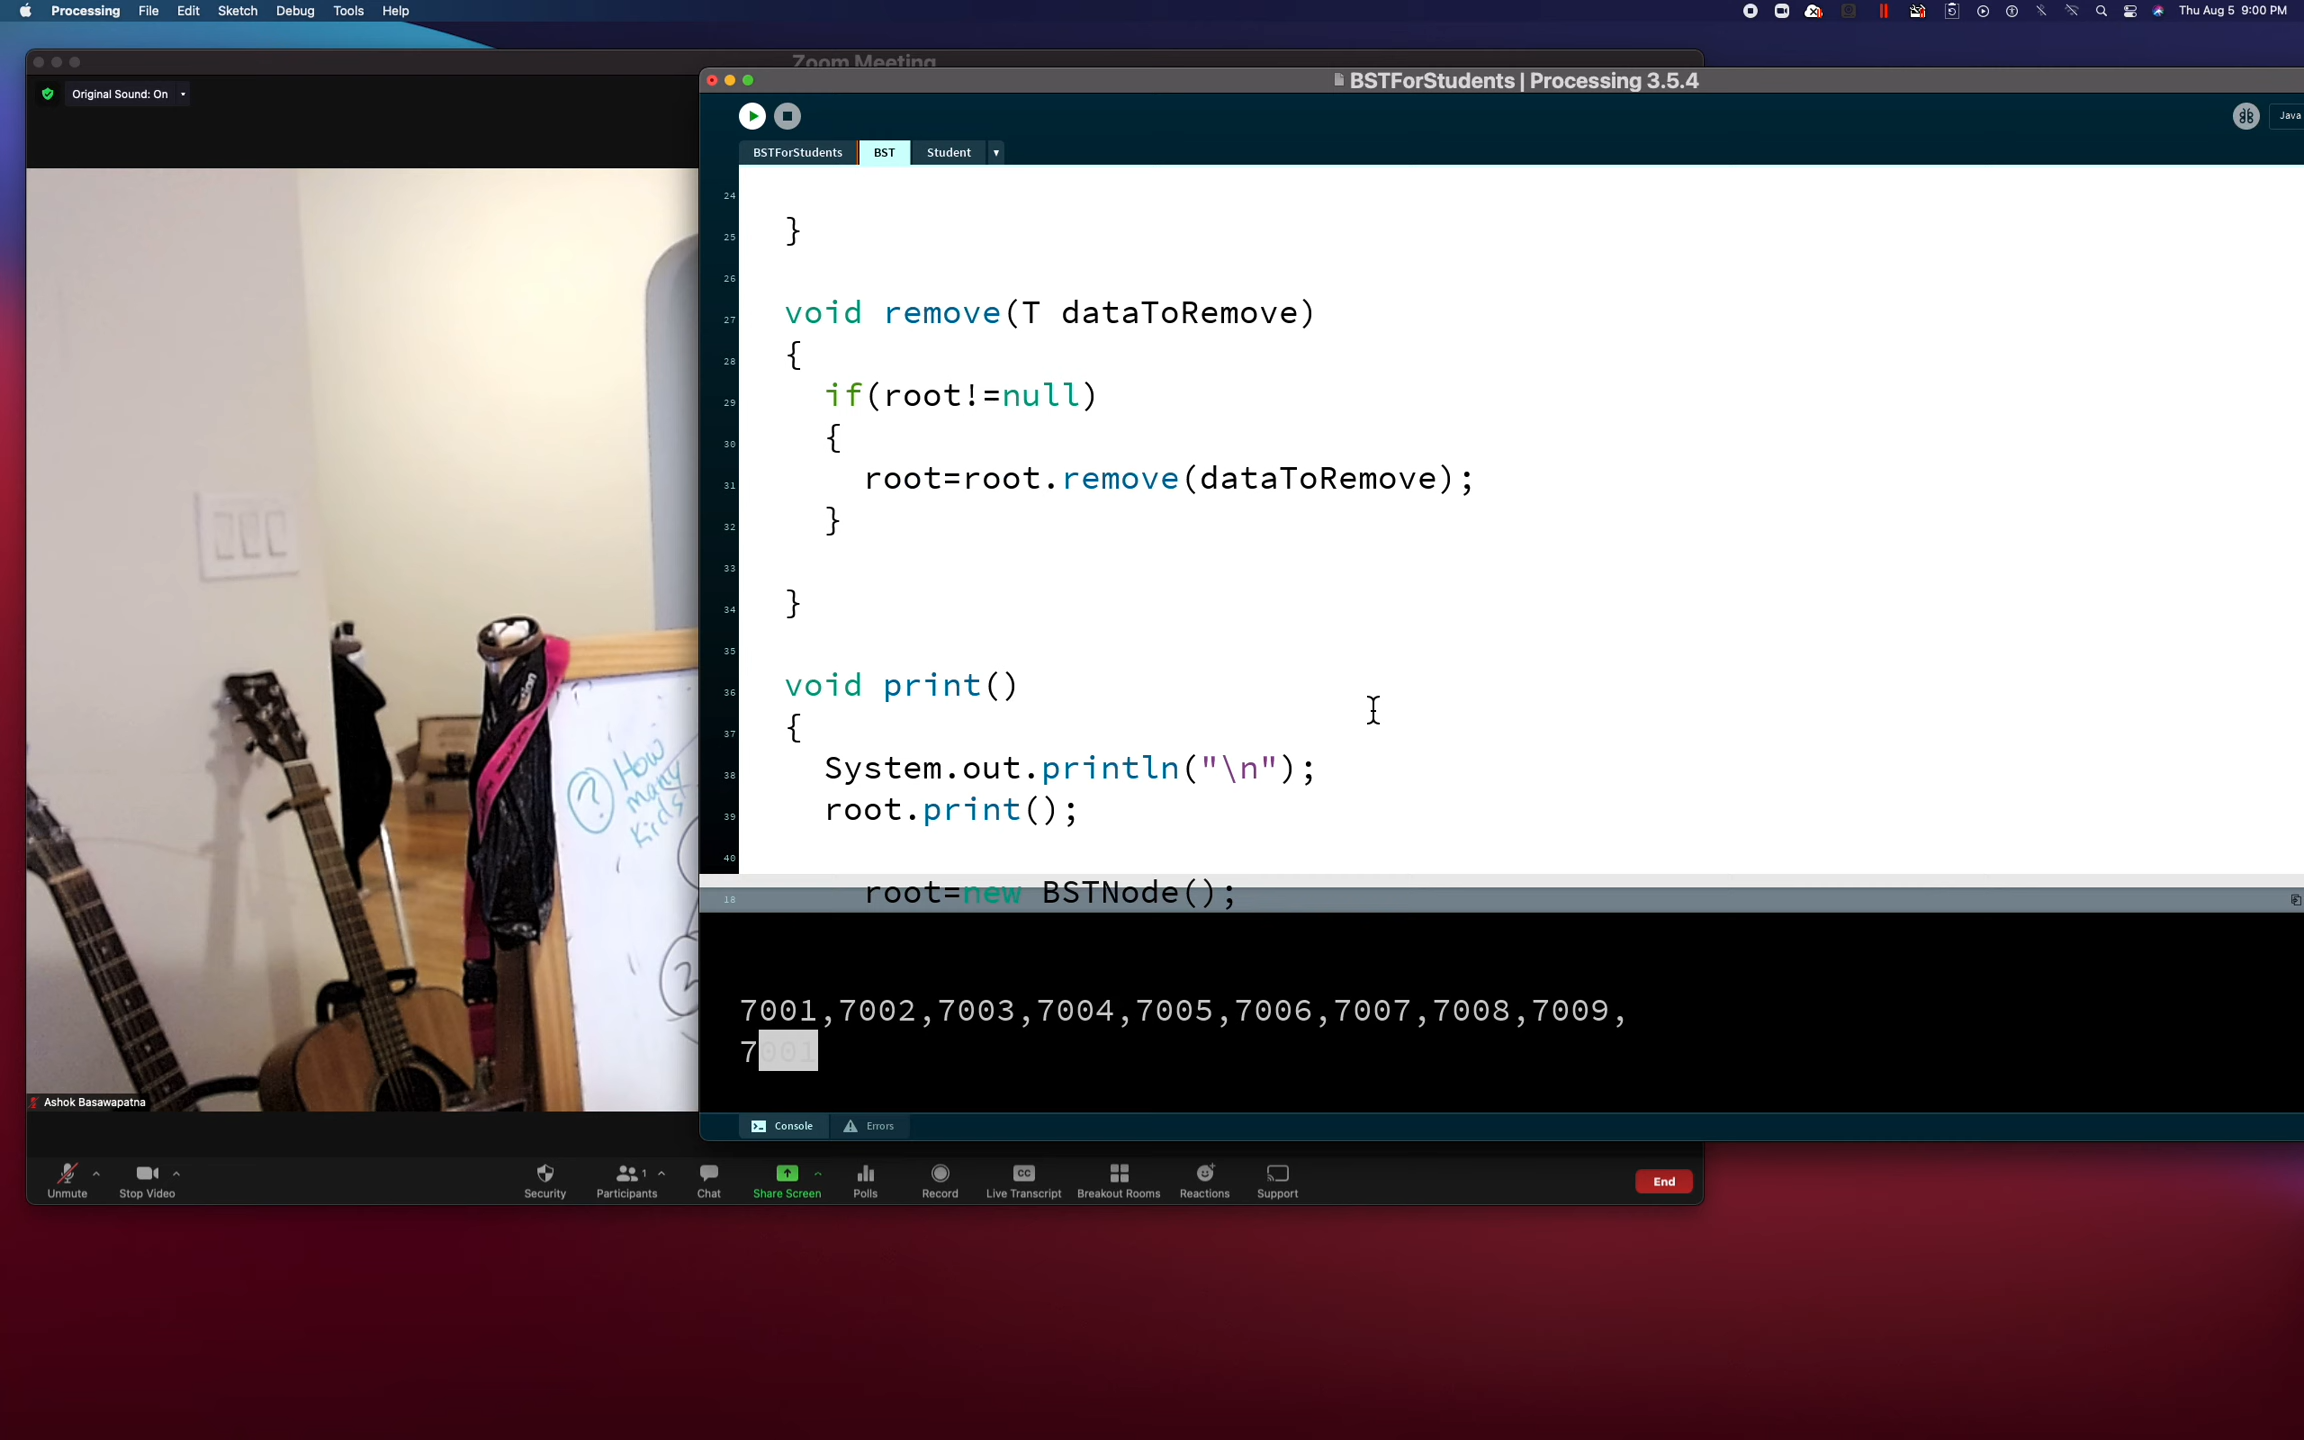 Processing File Edit Sketch Debug Tools Help Thu Aug 5 9:00 PM
Zoom Meeting
Original Sound: On
BSTForStudents | Processing 3.5.4
Java
BSTForStudents BST Student
24
25 }
26
27 void remove(T dataToRemove)
28 {
29 if(root!=null)
30 {
31 root=root.remove(dataToRemove);
32 }
33
34 }
35
36 void print()
37 {
38 System.out.println("\n");
39 root.print();
40
18 root=new BSTNode();
7001,7002,7003,7004,7005,7006,7007,7008,7009,
7001
Console Errors
? How
many
kids
2
Ashok Basawapatna
Unmute Stop Video Security Participants 1 Chat Share Screen Polls Record CC Live Transcript Breakout Rooms Reactions Support End